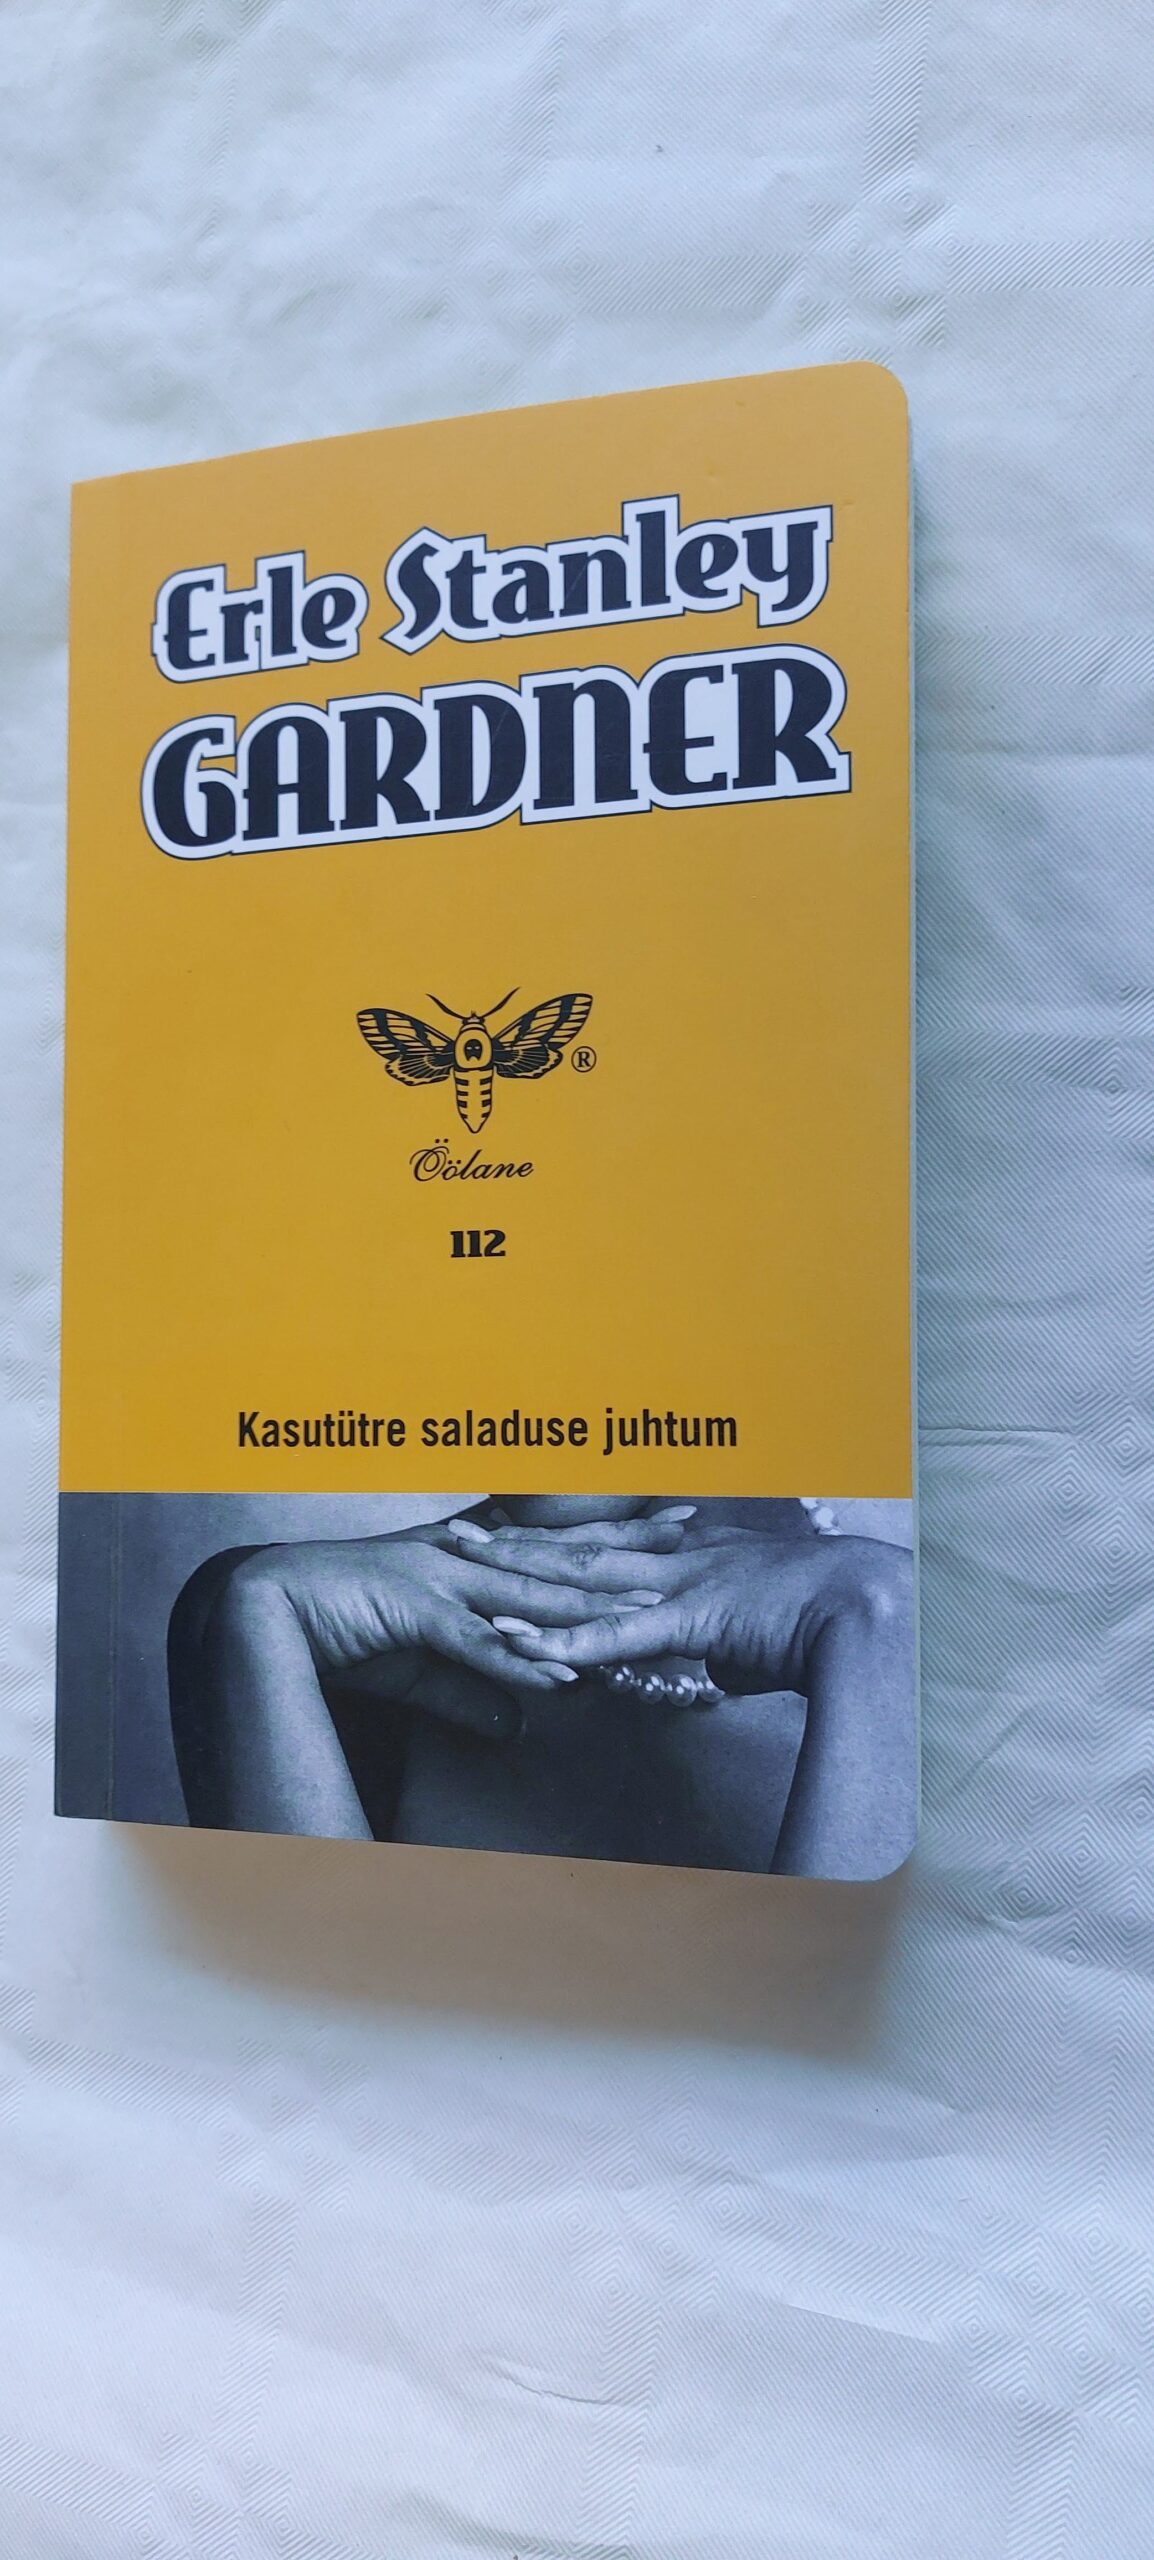 Erle Stanley
GARDNER
®
Öölane
112
Kasutütre saladuse juhtum